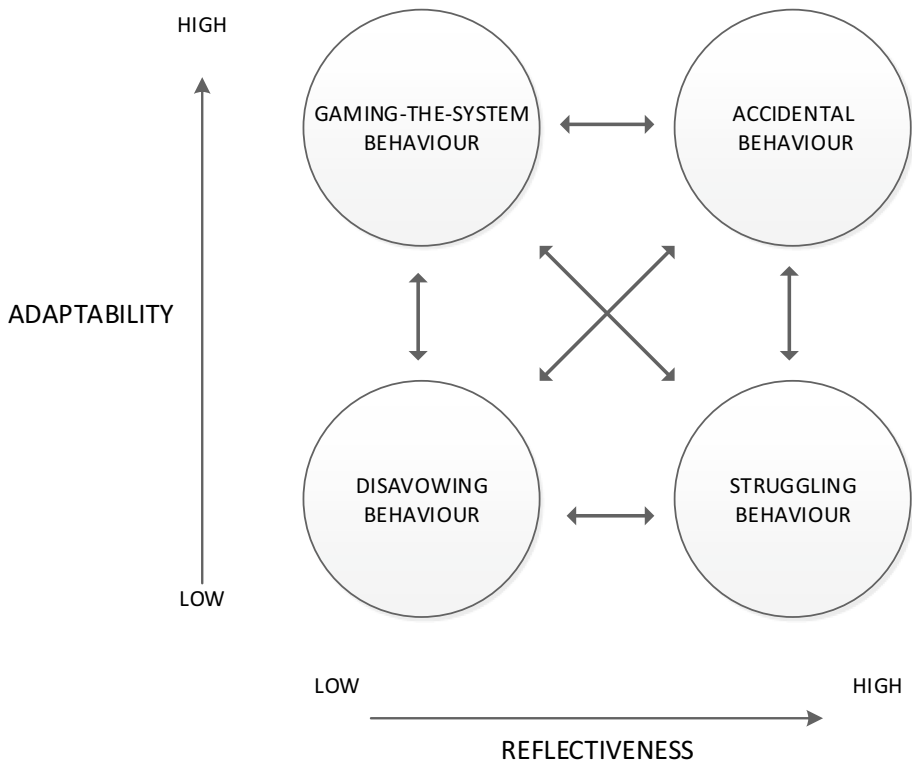 HIGH
GAMING-THE-SYSTEM
BEHAVIOUR
ACCIDENTAL
BEHAVIOUR
ADAPTABILITY
DISAVOWING
BEHAVIOUR
STRUGGLING
BEHAVIOUR
LOW
LOW
HIGH
REFLECTIVENESS